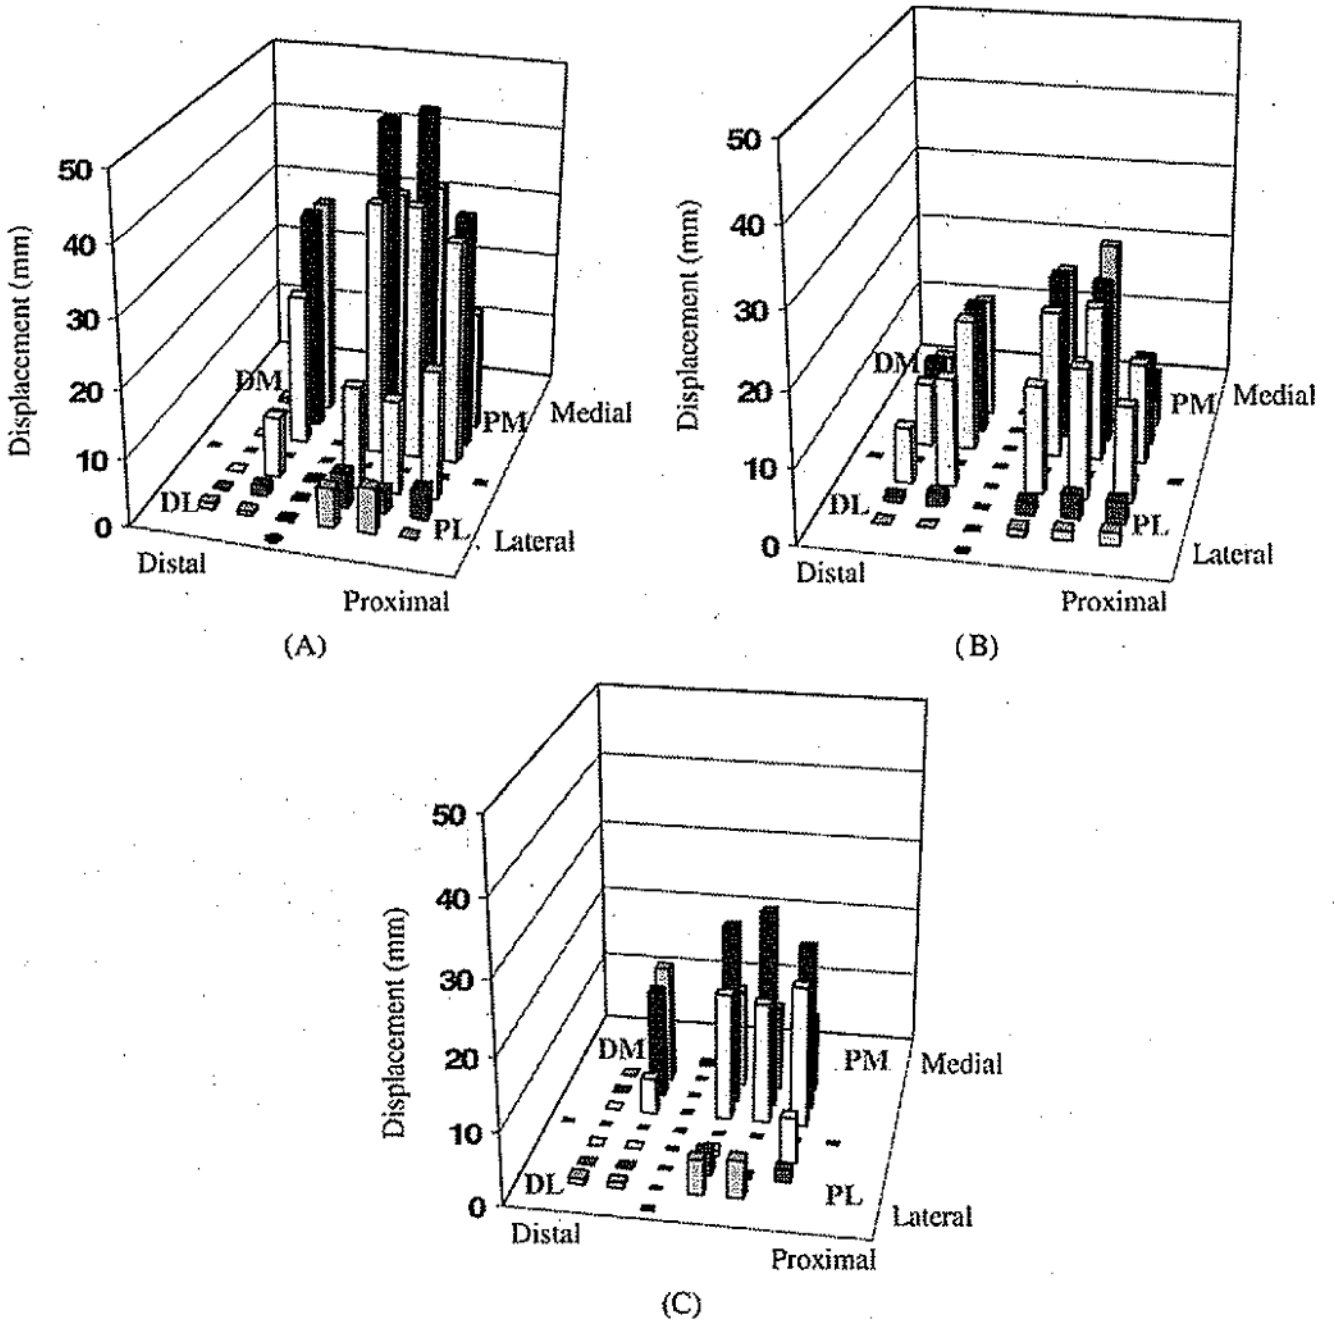 50
40
30
20
10
0
Displacement (mm)
DM
PM
DL
PL
Medial
Lateral
Distal
Proximal
(A)
50
40
30
20
10
0
Displacement (mm)
DM
PM
DL
PL
Medial
Lateral
Distal
Proximal
(B)
50
40
30
20
10
0
Displacement (mm)
DM
PM
DL
PL
Medial
Lateral
Distal
Proximal
(C)